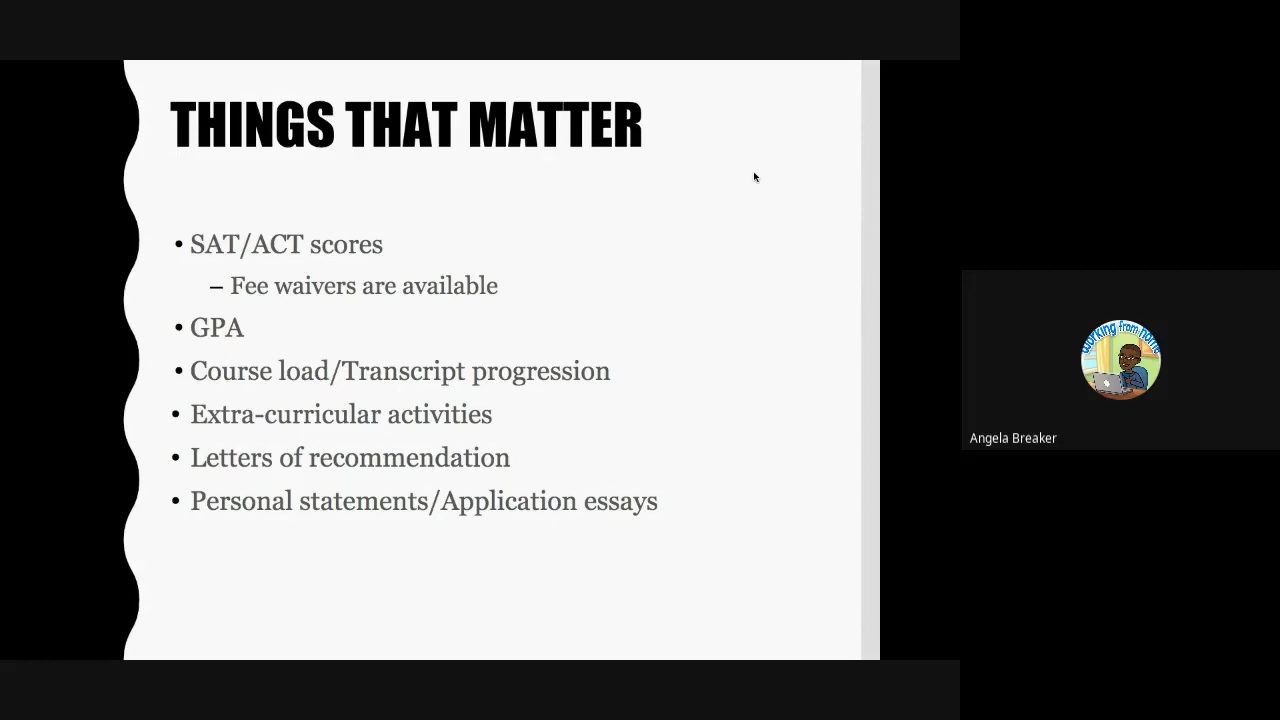 THINGS THAT MATTER
• SAT/ACT scores
– Fee waivers are available
• GPA
• Course load/Transcript progression
• Extra-curricular activities
• Letters of recommendation
• Personal statements/Application essays
working from home
Angela Breaker